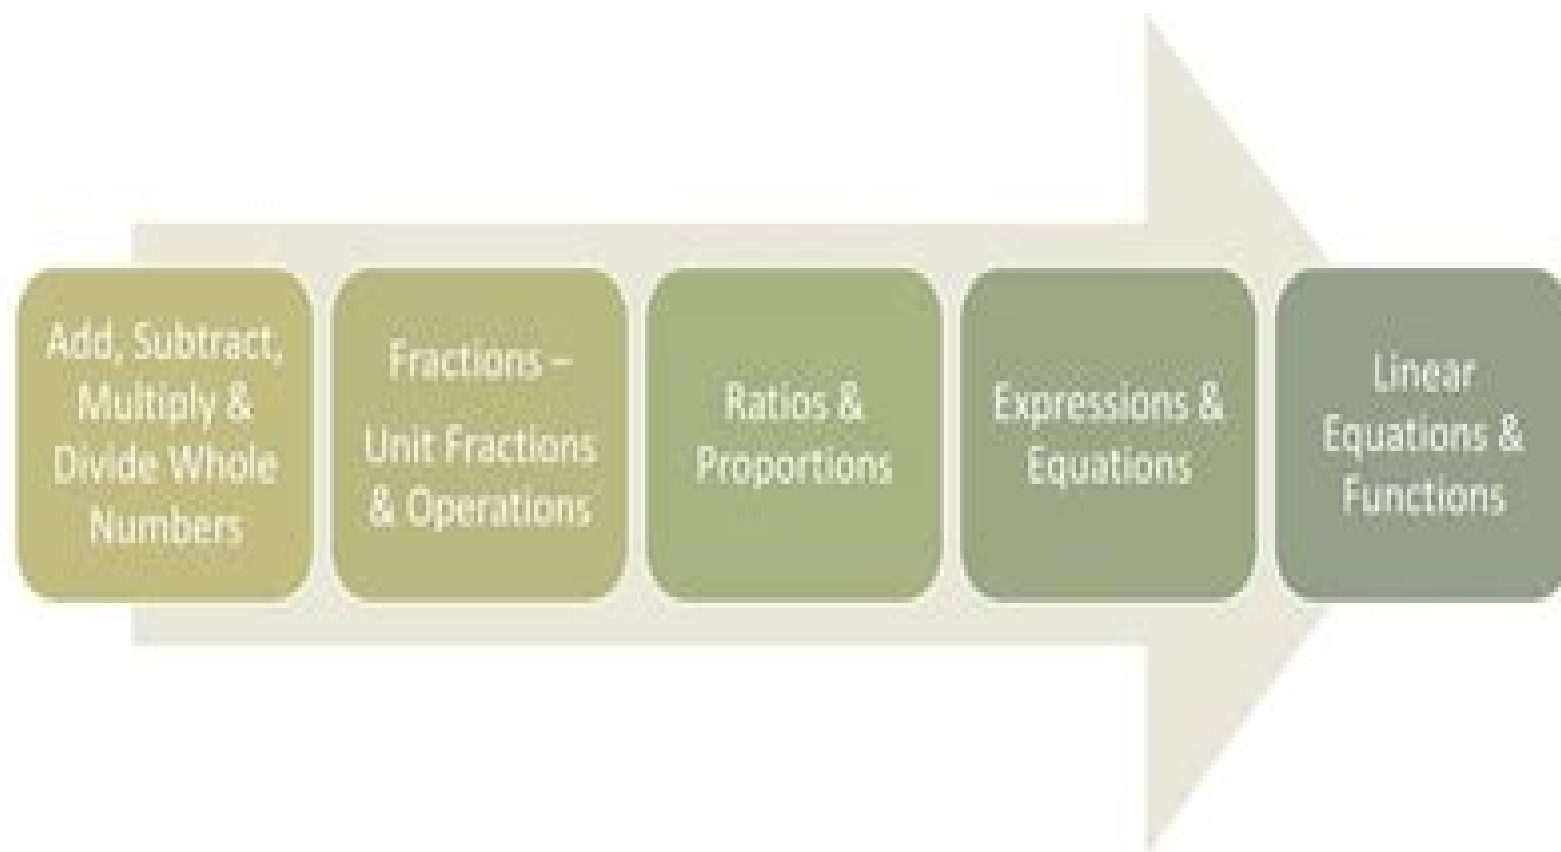 Add, Subtract,
Multiply &
Divide Whole
Numbers
Fractions –
Unit Fractions
& Operations
Ratios &
Proportions
Expressions &
Equations
Linear
Equations &
Functions